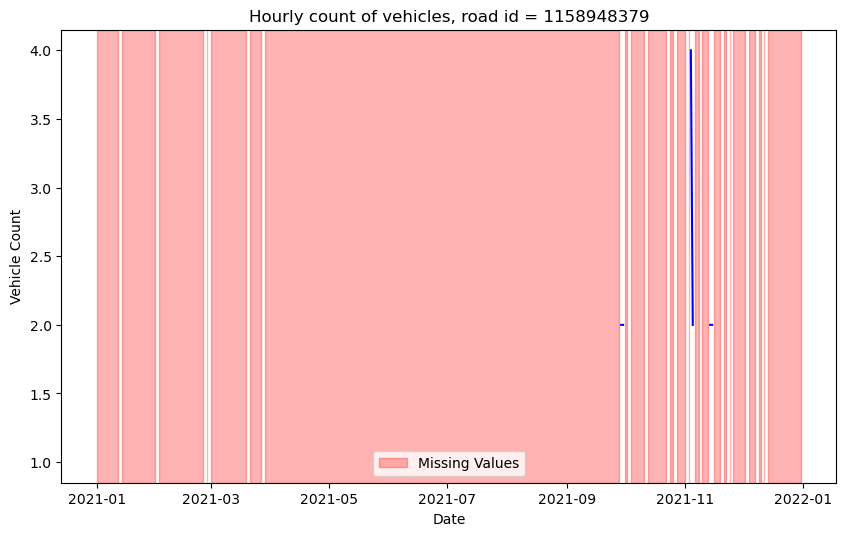 Hourly count of vehicles, road id = 1158948379
4.0
3.5
3.0
2.5
2.0
1.5
1.0
Vehicle Count
Missing Values
2021-01 2021-03 2021-05 2021-07 2021-09 2021-11 2022-01
Date